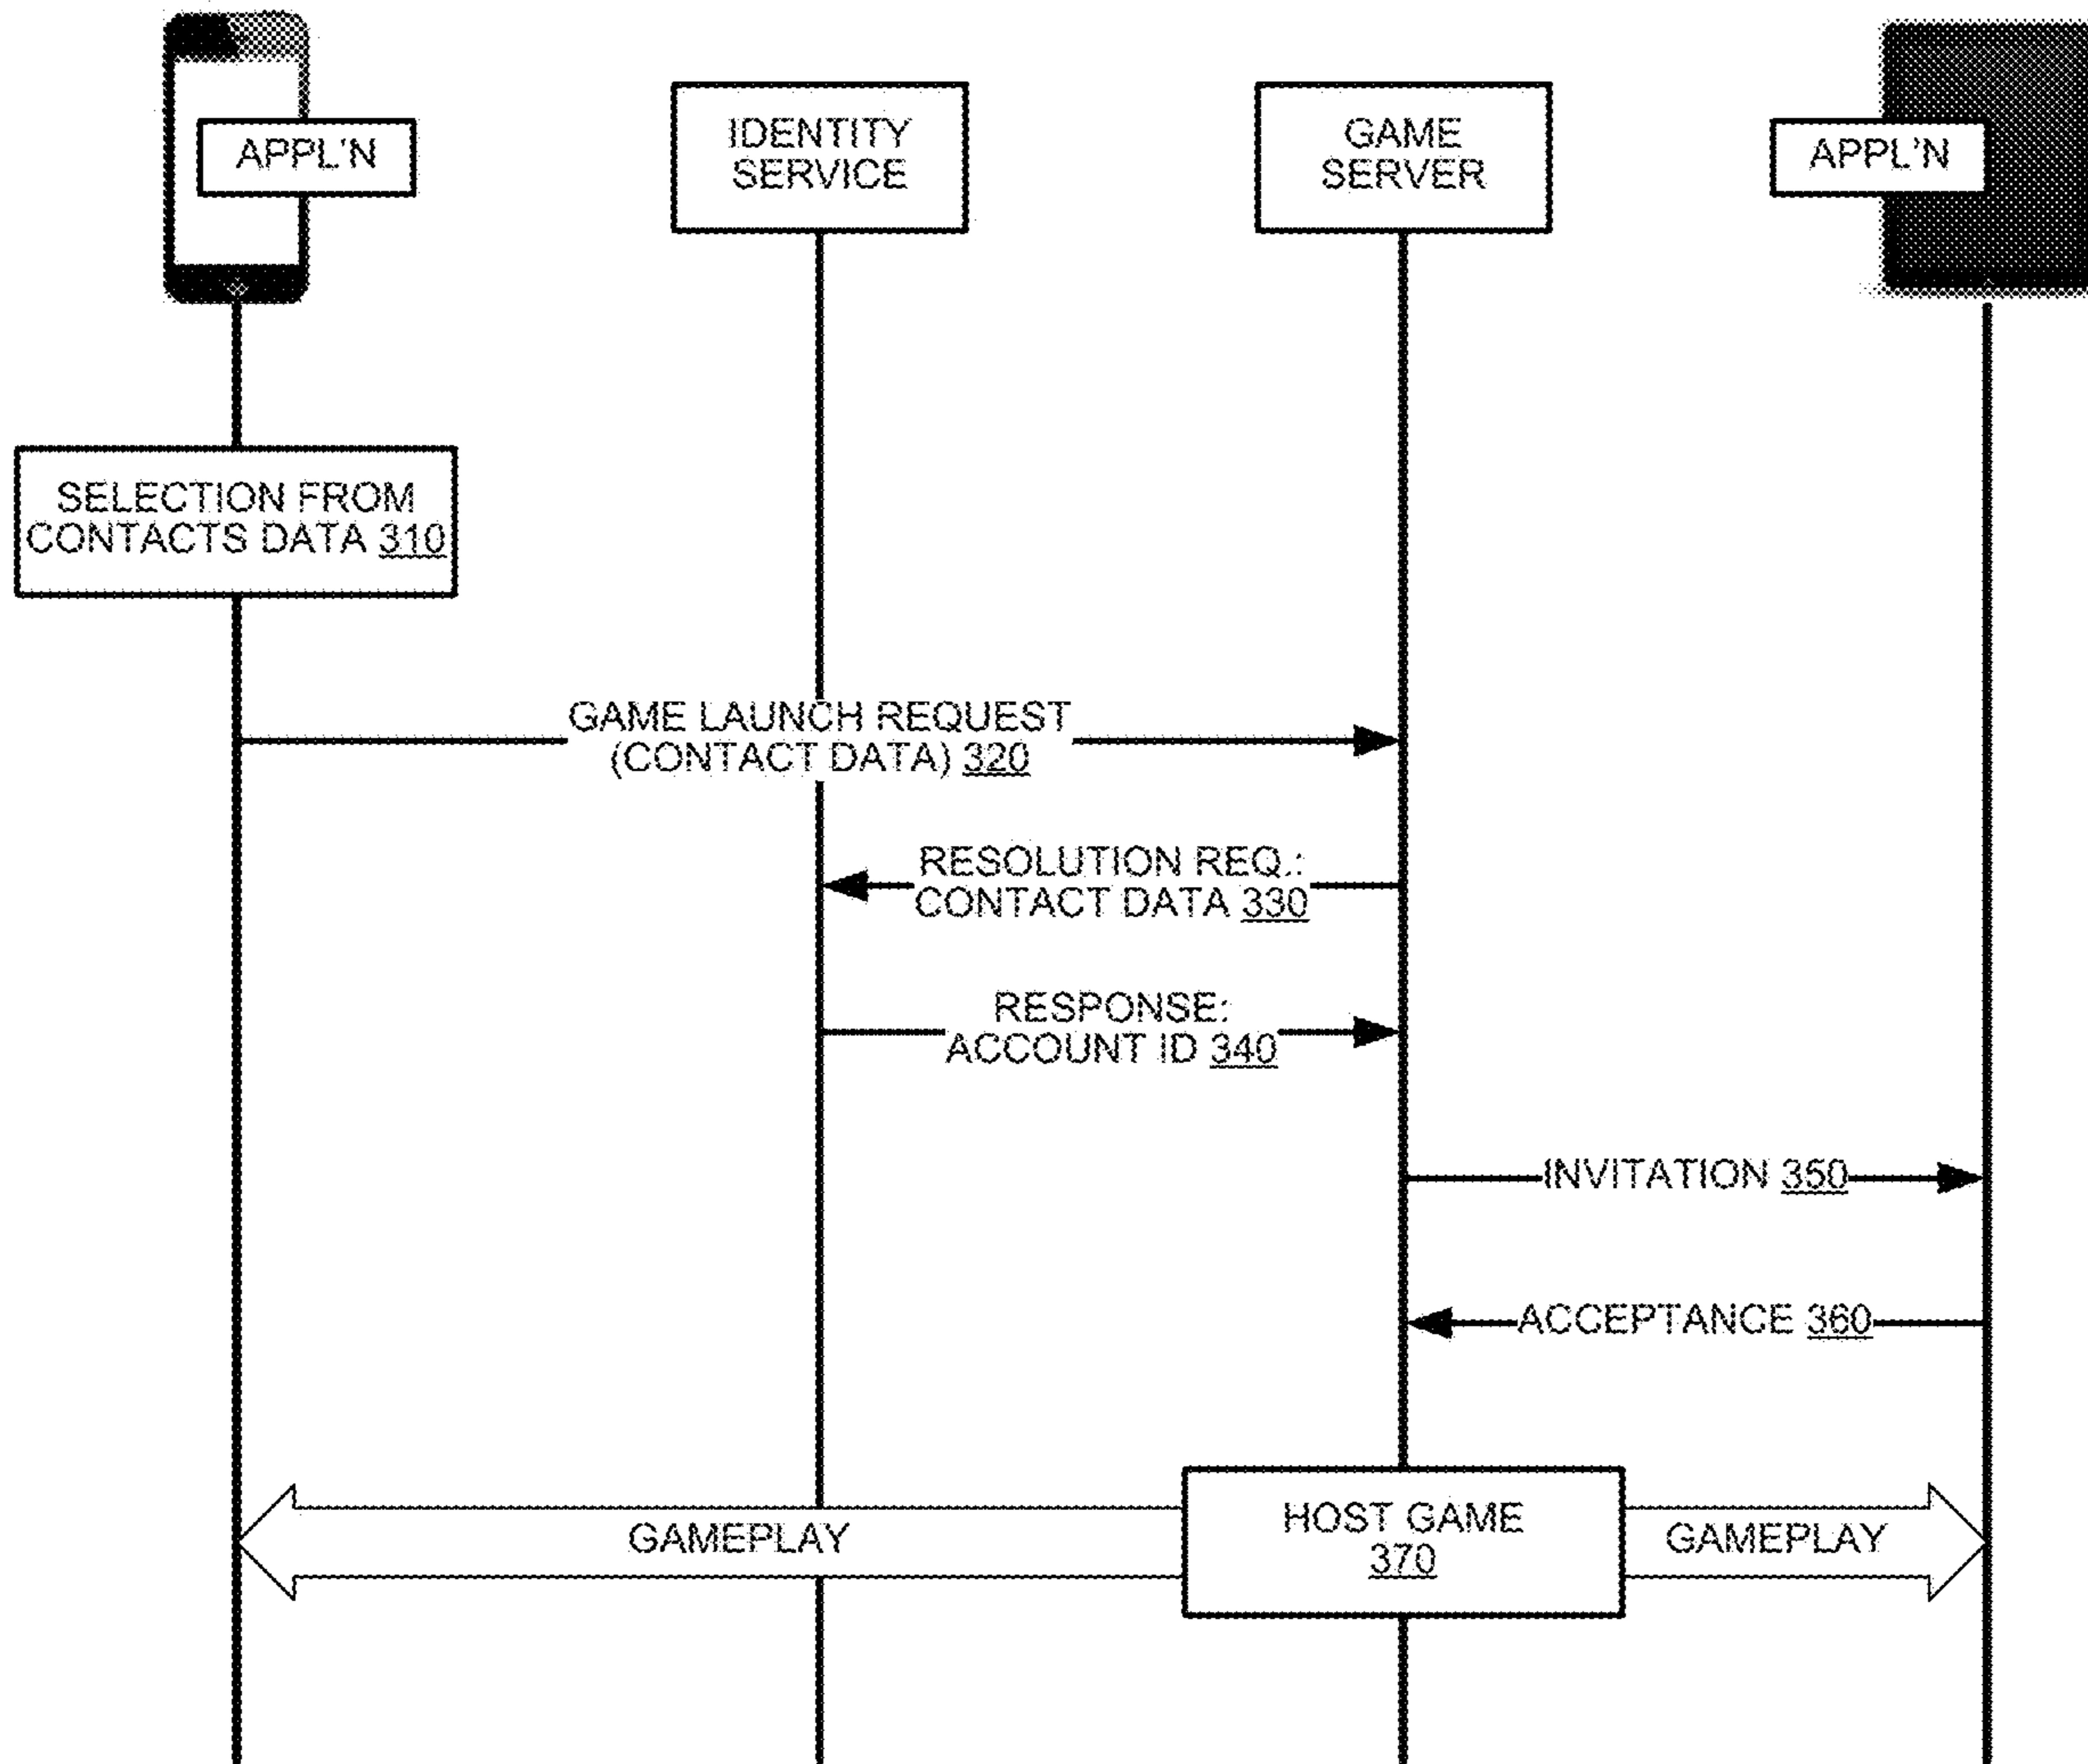 APPL'N
IDENTITY
SERVICE
GAME
SERVER
APPL'N
SELECTION FROM
CONTACTS DATA 310
GAME LAUNCH REQUEST
(CONTACT DATA) 320
RESOLUTION REQ.:
CONTACT DATA 330
RESPONSE:
ACCOUNT ID 340
INVITATION 350
ACCEPTANCE 360
GAMEPLAY
HOST GAME
370
GAMEPLAY